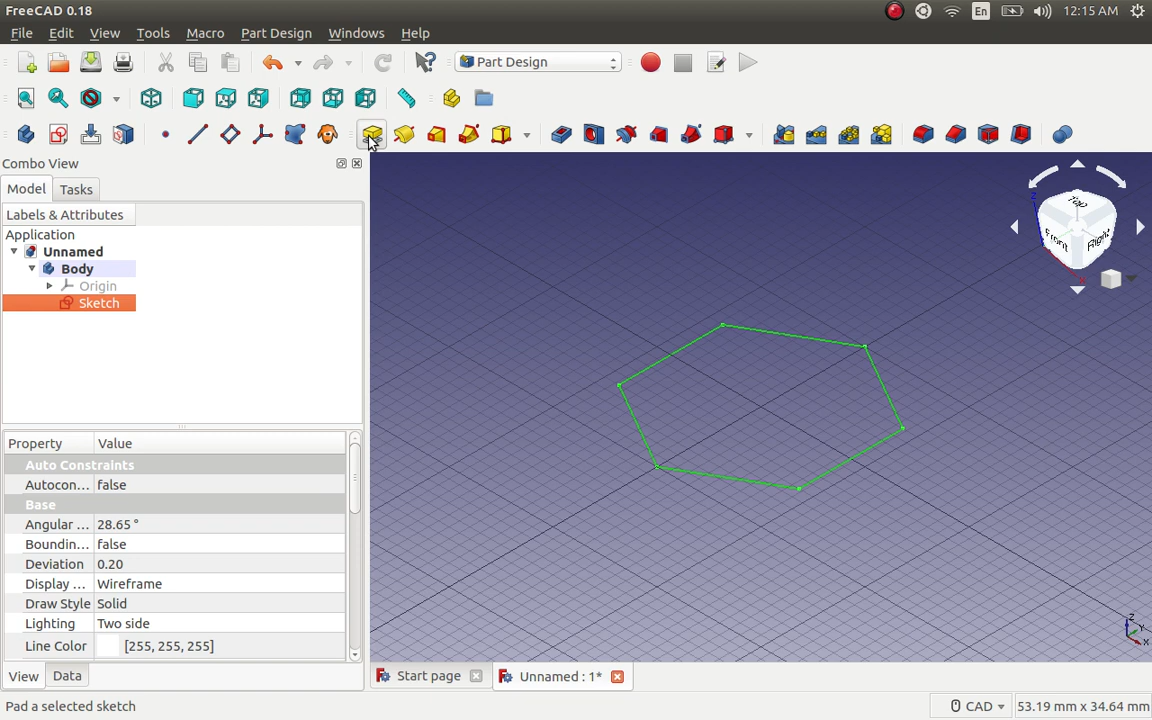 FreeCAD 0.18
En
12:15 AM
File Edit View Tools Macro Part Design Windows Help
Part Design
Combo View
Model Tasks
Labels & Attributes
Application
Unnamed
Body
Origin
Sketch
Top
Front
Right
Z
Property Value
Auto Constraints
Autocon... false
Base
Angular ... 28.65 °
Boundin... false
Deviation 0.20
Display ... Wireframe
Draw Style Solid
Lighting Two side
Line Color [255, 255, 255]
Z
Y
X
View Data
Start page
Unnamed : 1*
Pad a selected sketch
CAD
53.19 mm x 34.64 mm